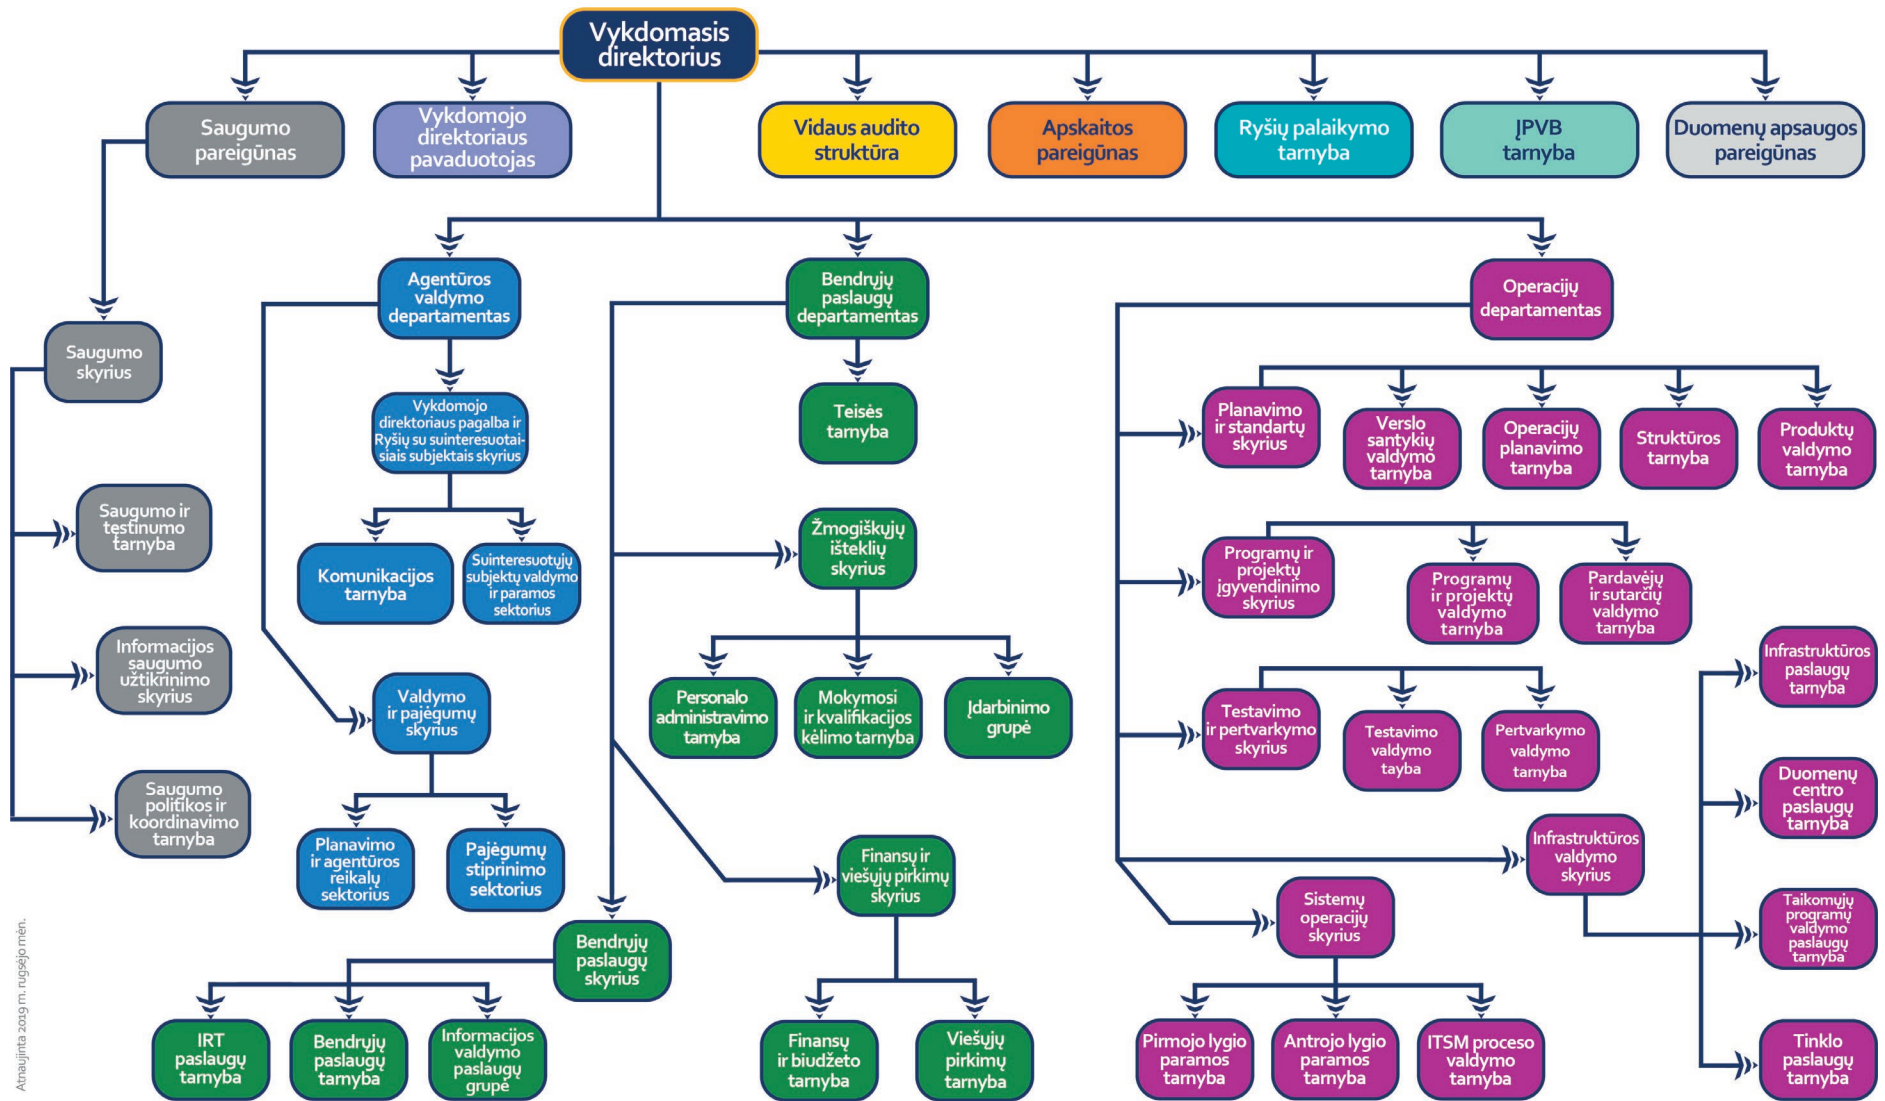 Vykdomasis
direktorius
Saugumo
pareigūnas
Vykdomojo
direktoriaus
pavaduotojas
Vidaus audito
struktūra
Apskaitos
pareigūnas
Ryšių palaikymo
tarnyba
ĮPVB
tarnyba
Duomenų apsaugos
pareigūnas
Agentūros
valdymo
departamentas
Bendrųjų
paslaugų
departamentas
Operacijų
departamentas
Saugumo
skyrius
Saugumo ir
testinumo
tarnyba
Informacijos
saugumo
užtikrinimo
skyrius
Saugumo
politikos ir
koordinavimo
tarnyba
Vykdomojo
direktoriaus pagalba ir
Ryšių su suinteresuotai-
siais subjektais skyrius
Komunikacijos
tarnyba
Suinteresuotųjų
subjektų valdymo
ir paramos
sektorius
Valdymo
ir pajėgumų
skyrius
Planavimo
ir agentūros
reikalų
sektorius
Pajėgumų
stiprinimo
sektorius
Teisės
tarnyba
Žmogiškųjų
išteklių
skyrius
Personalo
administravimo
tarnyba
Mokymosi
ir kvalifikacijos
kėlimo tarnyba
Įdarbinimo
grupė
Finansų ir
viešųjų pirkimų
skyrius
Finansų
ir biudžeto
tarnyba
Viešųjų
pirkimų
tarnyba
Bendrųjų
paslaugų
skyrius
IRT
paslaugų
tarnyba
Bendrųjų
paslaugų
tarnyba
Informacijos
valdymo
paslaugų
grupė
Planavimo
ir standartų
skyrius
Verslo
santykių
valdymo
tarnyba
Operacijų
planavimo
tarnyba
Struktūros
tarnyba
Produktų
valdymo
tarnyba
Programų ir
projektų
įgyvendinimo
skyrius
Programų
ir projektų
valdymo
tarnyba
Pardavėjų
ir sutarčių
valdymo
tarnyba
Testavimo
ir pertvarkymo
skyrius
Testavimo
valdymo
tayba
Pertvarkymo
valdymo
tarnyba
Infrastruktūros
valdymo
skyrius
Infrastruktūros
paslaugų
tarnyba
Duomenų
centro
paslaugų
tarnyba
Taikomųjų
programų
valdymo
paslaugų
tarnyba
Tinklo
paslaugų
tarnyba
Sistemų
operacijų
skyrius
Pirmojo lygio
paramos
tarnyba
Antrojo lygio
paramos
tarnyba
ITSM proceso
valdymo
tarnyba
Atnaujinta 2019 m. rugsėjo mėn.